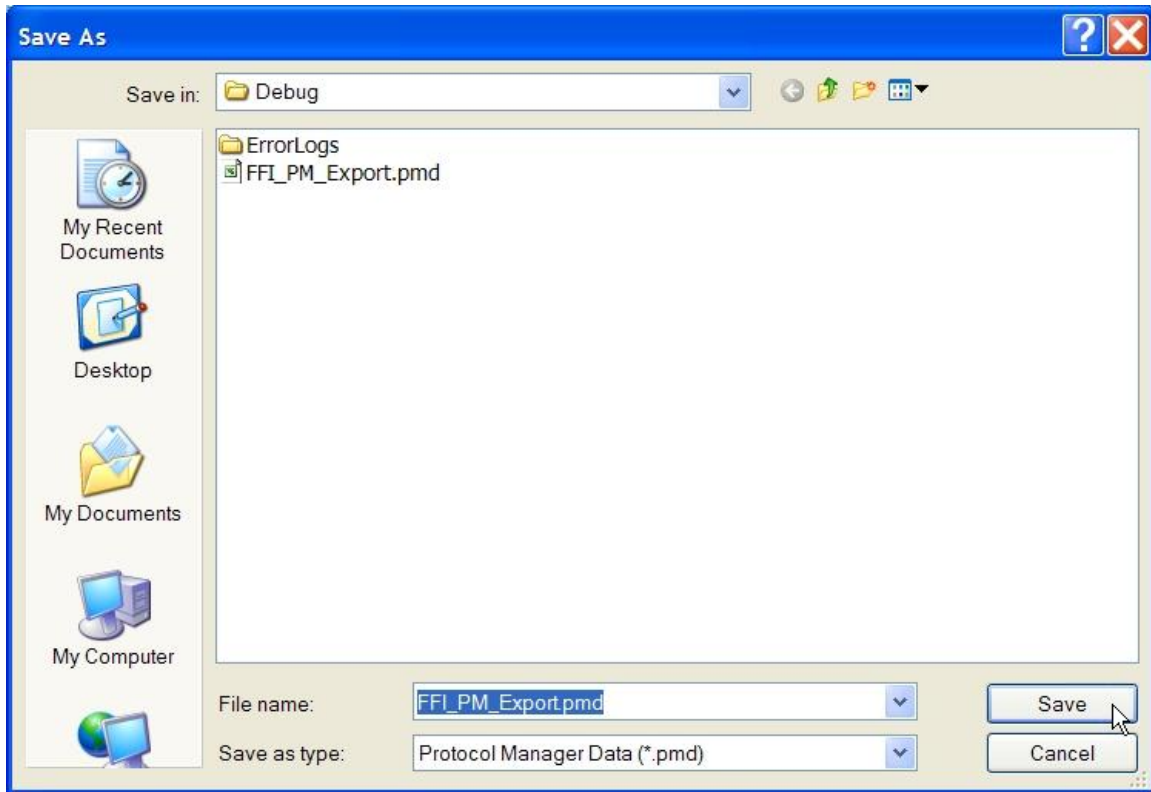 Save As
Save in:
Debug
ErrorLogs
FFI_PM_Export.pmd
My Recent
Documents
Desktop
My Documents
My Computer
File name:
FFI_PM_Export.pmd
Save
Save as type:
Protocol Manager Data (*.pmd)
Cancel